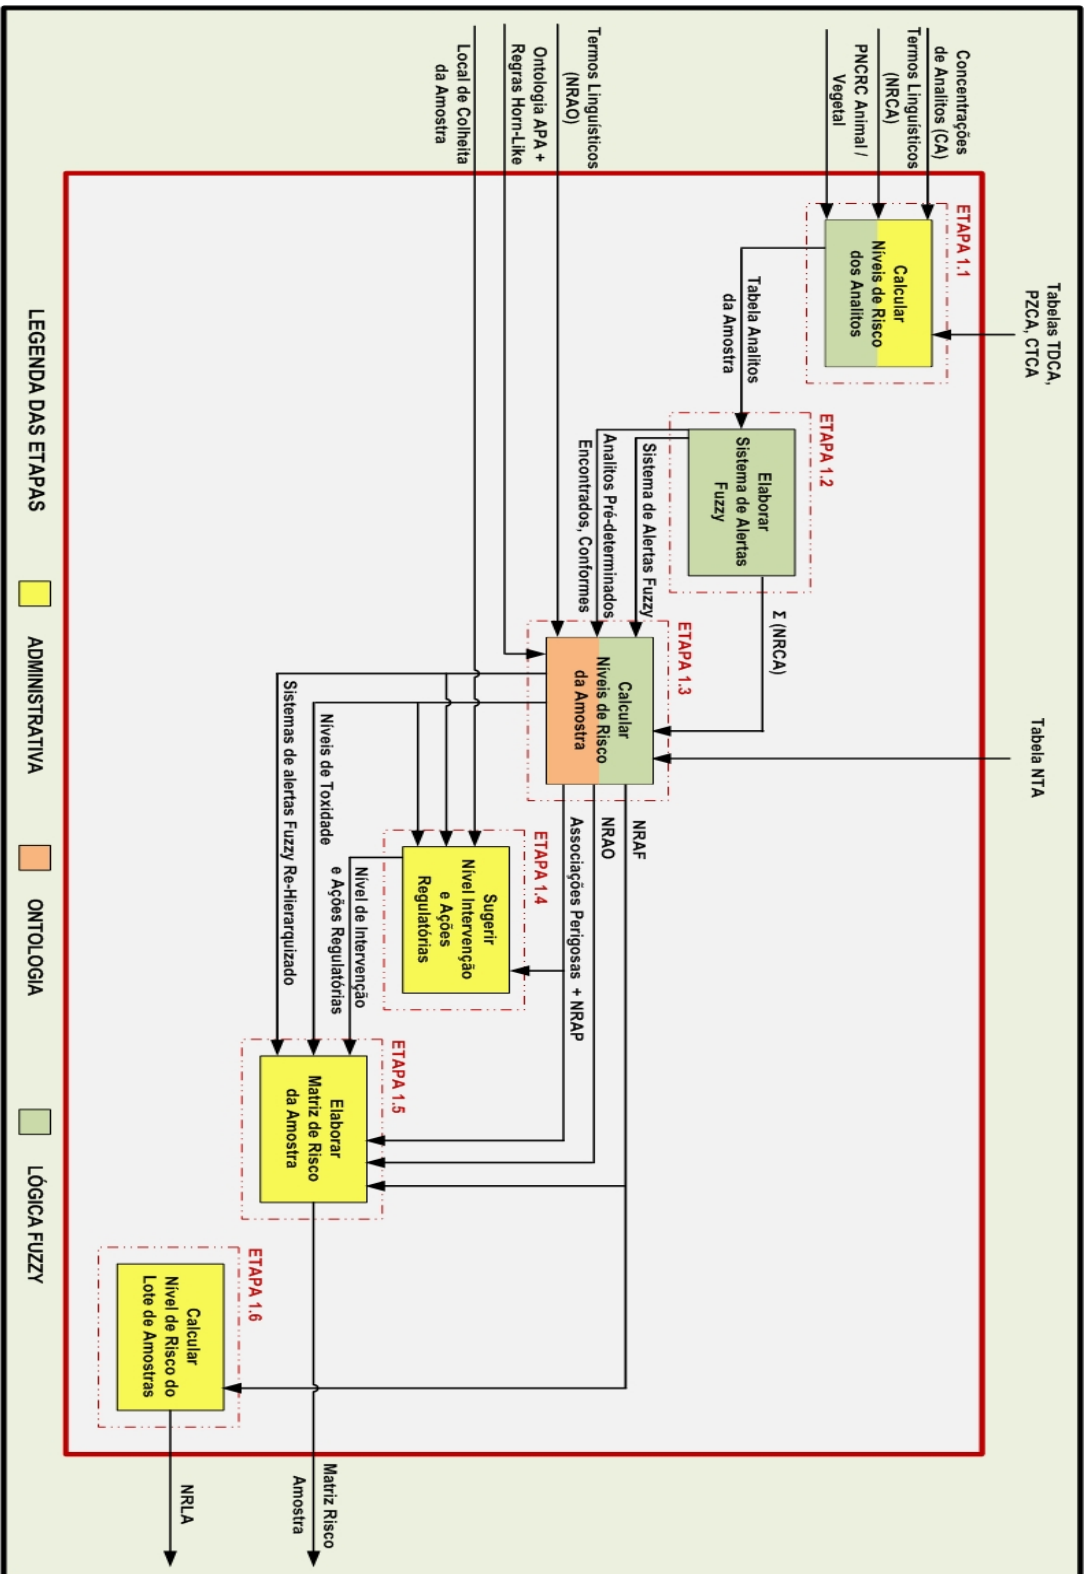 Tabelas TDCA,
PZCA, CTCA
Tabela NTA
Concentrações
de Analitos (CA)
Termos Linguísticos
(NRCA)
PNCRC Animal /
Vegetal
ETAPA 1.1
Calcular
Níveis de Risco
dos Analitos
Tabela Analitos
da Amostra
ETAPA 1.2
Elaborar
Sistema de Alertas
Fuzzy
Σ (NRCA)
Sistema de Alertas Fuzzy
Analitos Pré-determinados
Encontrados, Conformes
Termos Linguísticos
(NRAO)
Ontologia APA +
Regras Horn-Like
Local de Colheita
da Amostra
ETAPA 1.3
Calcular
Níveis de Risco
da Amostra
NRAF
NRAO
Associações Perigosas + NRAP
ETAPA 1.4
Sugerir
Nível Intervenção
e Ações
Regulatórias
Nível de Intervenção
e Ações Regulatórias
Níveis de Toxidade
Sistemas de alertas Fuzzy Re-Hierarquizado
ETAPA 1.5
Elaborar
Matriz de Risco
da Amostra
Matriz Risco
Amostra
ETAPA 1.6
Calcular
Nível de Risco do
Lote de Amostras
NRLA
LEGENDA DAS ETAPAS
ADMINISTRATIVA
ONTOLOGIA
LÓGICA FUZZY